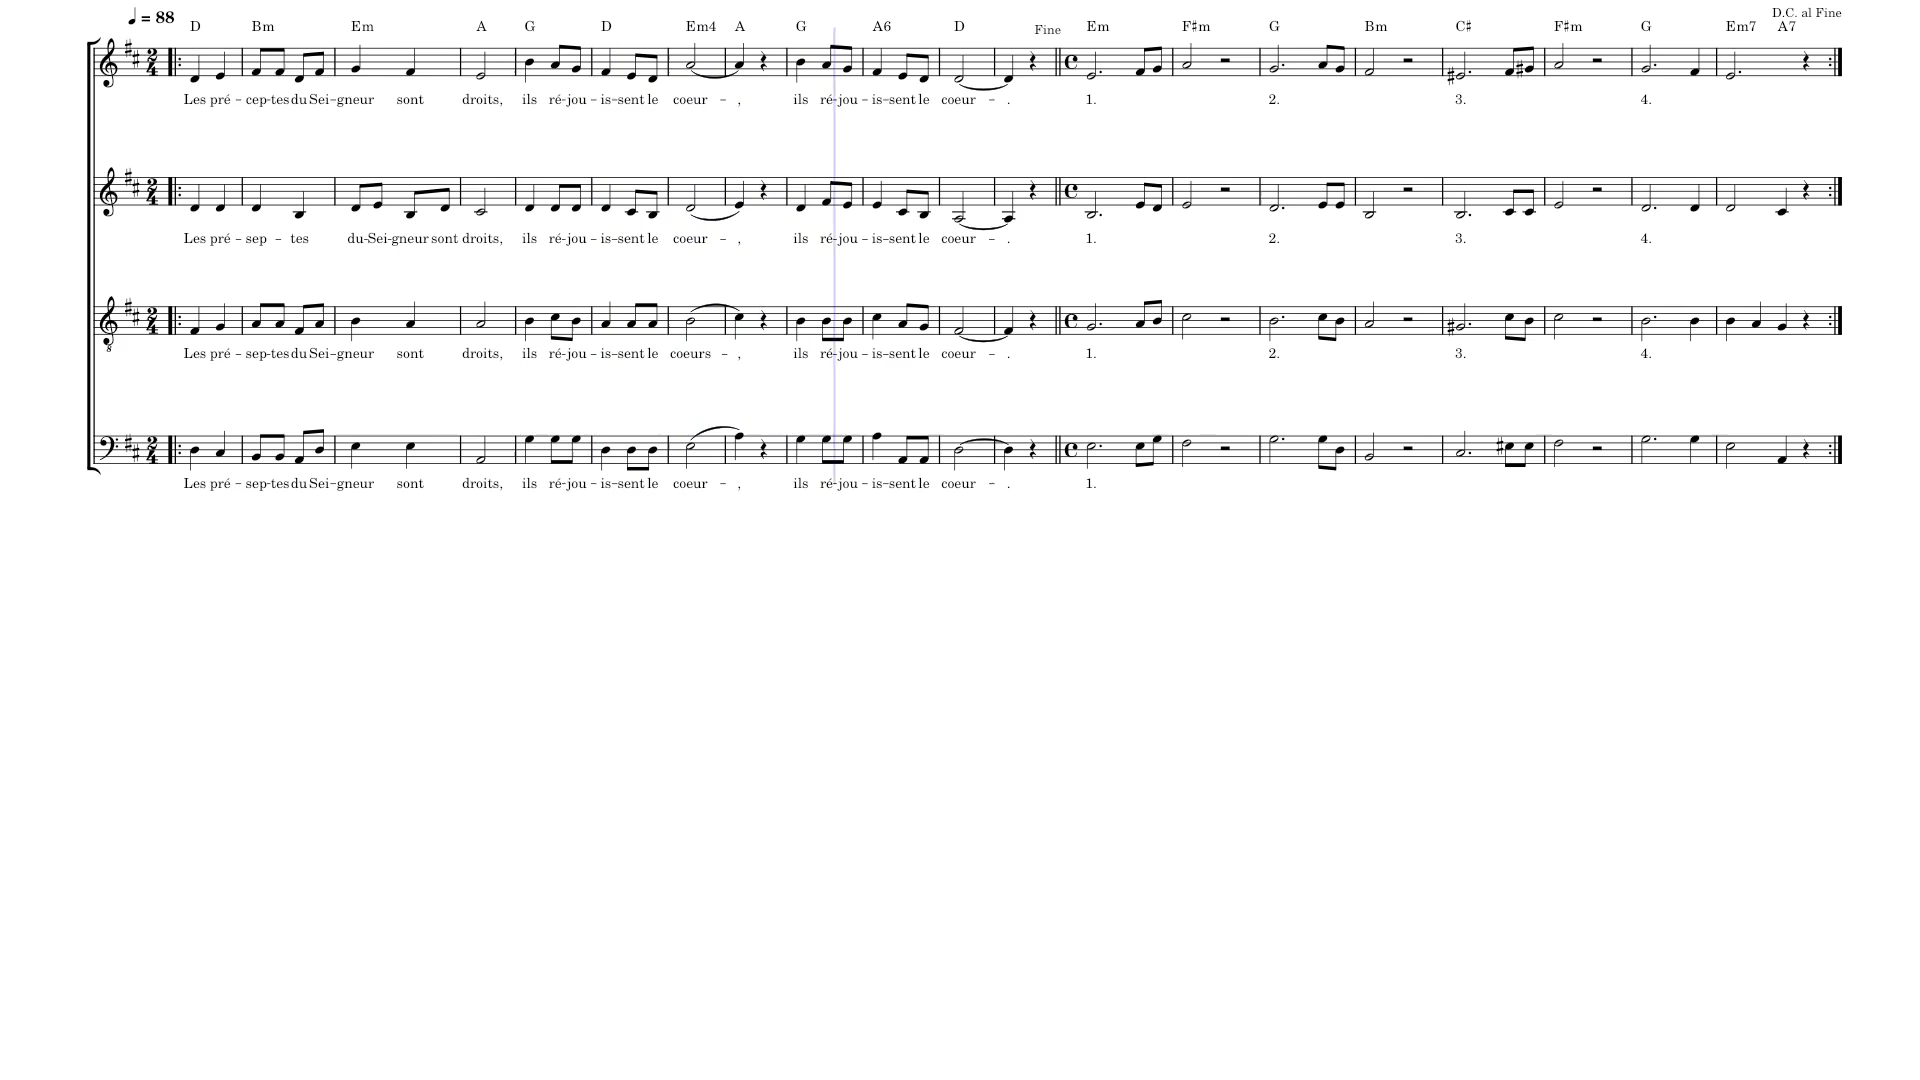 ♩ = 88
D.C. al Fine
D Bm Em A G D Em4 A G A6 D Fine Em F♯m G Bm C♯ F♯m G Em7 A7
Les pré – cep-tes du Sei–gneur sont droits, ils ré-jou – is–sent le coeur – , ils ré-jou – is–sent le coeur – . 1. 2. 3. 4.
Les pré – sep – tes du-Sei-gneur sont droits, ils ré-jou – is–sent le coeur – , ils ré-jou – is–sent le coeur – . 1. 2. 3. 4.
Les pré – sep-tes du Sei–gneur sont droits, ils ré-jou – is–sent le coeurs – , ils ré-jou – is–sent le coeur – . 1. 2. 3. 4.
Les pré – sep-tes du Sei–gneur sont droits, ils ré-jou – is–sent le coeur – , ils ré-jou – is–sent le coeur – . 1.